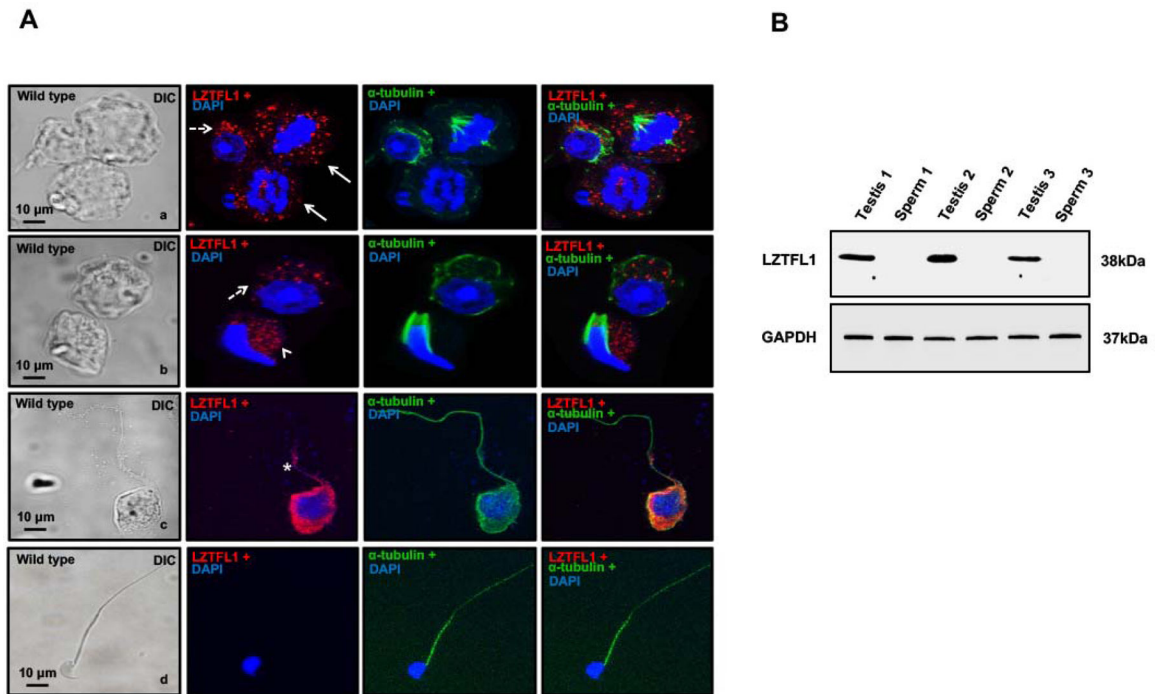 A
B
Wild type
DIC
10 μm
a
LZTFL1 +
DAPI
α-tubulin +
DAPI
LZTFL1 +
α-tubulin +
DAPI
Wild type
DIC
10 μm
b
LZTFL1 +
DAPI
α-tubulin +
DAPI
LZTFL1 +
α-tubulin +
DAPI
Wild type
DIC
10 μm
c
LZTFL1 +
DAPI
*
α-tubulin +
DAPI
LZTFL1 +
α-tubulin +
DAPI
Wild type
DIC
10 μm
d
LZTFL1 +
DAPI
α-tubulin +
DAPI
LZTFL1 +
α-tubulin +
DAPI
Testis 1
Sperm 1
Testis 2
Sperm 2
Testis 3
Sperm 3
LZTFL1
38kDa
GAPDH
37kDa